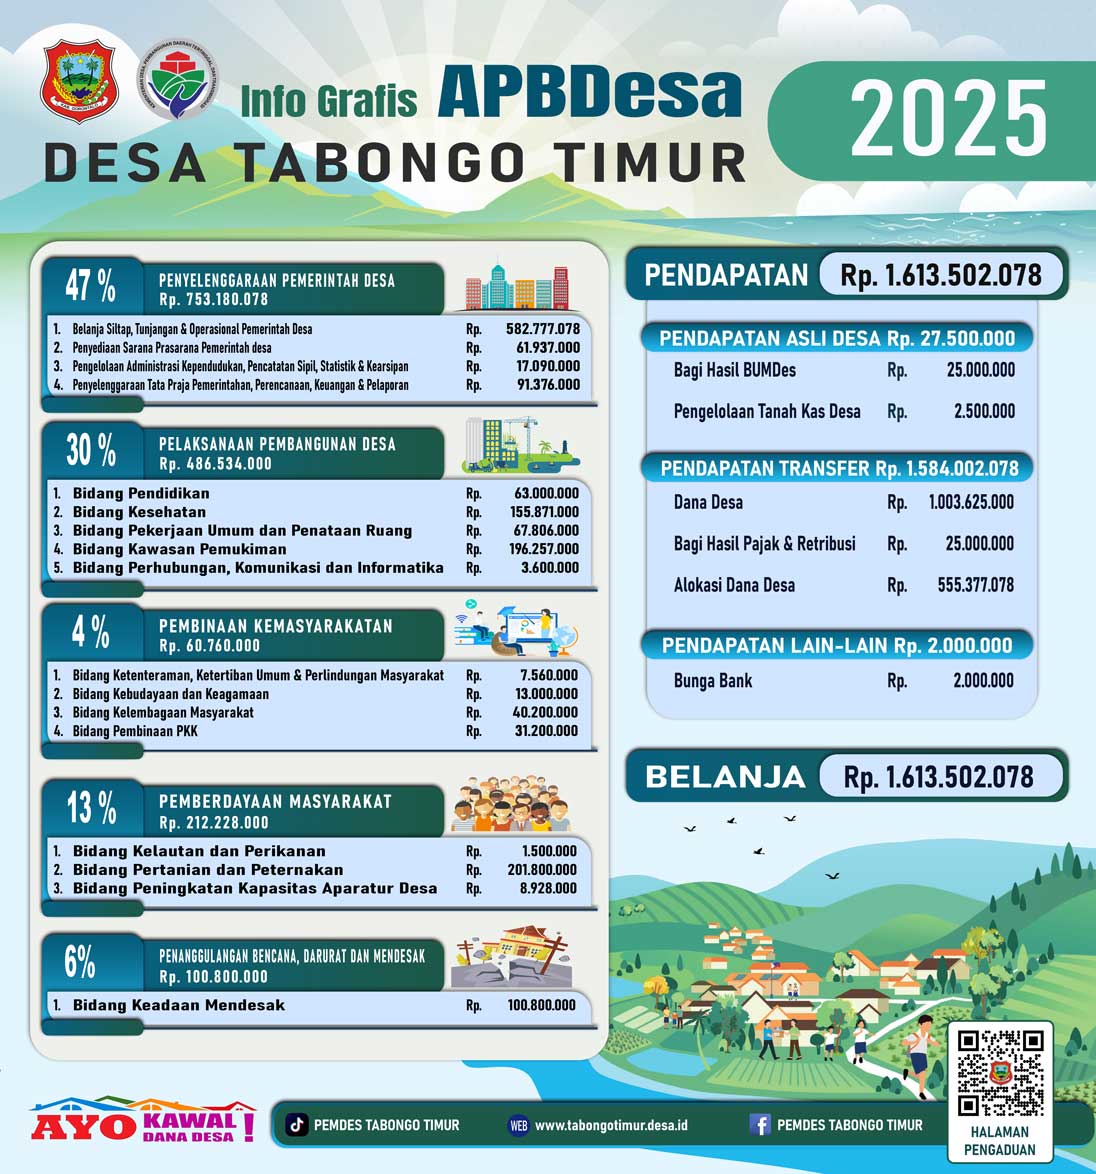 KAB. GORONTALO
KEMENTERIAN DESA, PEMBANGUNAN DAERAH TERTINGGAL, DAN TRANSMIGRASI
Info Grafis APBDesa
DESA TABONGO TIMUR
2025
47 %
PENYELENGGARAAN PEMERINTAH DESA
Rp. 753.180.078
1. Belanja Siltap, Tunjangan & Operasional Pemerintah Desa Rp. 582.777.078
2. Penyediaan Sarana Prasarana Pemerintah desa Rp. 61.937.000
3. Pengelolaan Administrasi Kependudukan, Pencatatan Sipil, Statistik & Kearsipan Rp. 17.090.000
4. Penyelenggaraan Tata Praja Pemerintahan, Perencanaan, Keuangan & Pelaporan Rp. 91.376.000
30 %
PELAKSANAAN PEMBANGUNAN DESA
Rp. 486.534.000
1. Bidang Pendidikan Rp. 63.000.000
2. Bidang Kesehatan Rp. 155.871.000
3. Bidang Pekerjaan Umum dan Penataan Ruang Rp. 67.806.000
4. Bidang Kawasan Pemukiman Rp. 196.257.000
5. Bidang Perhubungan, Komunikasi dan Informatika Rp. 3.600.000
4 %
PEMBINAAN KEMASYARAKATAN
Rp. 60.760.000
1. Bidang Ketenteraman, Ketertiban Umum & Perlindungan Masyarakat Rp. 7.560.000
2. Bidang Kebudayaan dan Keagamaan Rp. 13.000.000
3. Bidang Kelembagaan Masyarakat Rp. 40.200.000
4. Bidang Pembinaan PKK Rp. 31.200.000
13 %
PEMBERDAYAAN MASYARAKAT
Rp. 212.228.000
1. Bidang Kelautan dan Perikanan Rp. 1.500.000
2. Bidang Pertanian dan Peternakan Rp. 201.800.000
3. Bidang Peningkatan Kapasitas Aparatur Desa Rp. 8.928.000
6%
PENANGGULANGAN BENCANA, DARURAT DAN MENDESAK
Rp. 100.800.000
1. Bidang Keadaan Mendesak Rp. 100.800.000
PENDAPATAN Rp. 1.613.502.078
PENDAPATAN ASLI DESA Rp. 27.500.000
Bagi Hasil BUMDes Rp. 25.000.000
Pengelolaan Tanah Kas Desa Rp. 2.500.000
PENDAPATAN TRANSFER Rp. 1.584.002.078
Dana Desa Rp. 1.003.625.000
Bagi Hasil Pajak & Retribusi Rp. 25.000.000
Alokasi Dana Desa Rp. 555.377.078
PENDAPATAN LAIN-LAIN Rp. 2.000.000
Bunga Bank Rp. 2.000.000
BELANJA Rp. 1.613.502.078
AYO KAWAL DANA DESA !
PEMDES TABONGO TIMUR
WEB www.tabongotimur.desa.id
PEMDES TABONGO TIMUR
HALAMAN
PENGADUAN